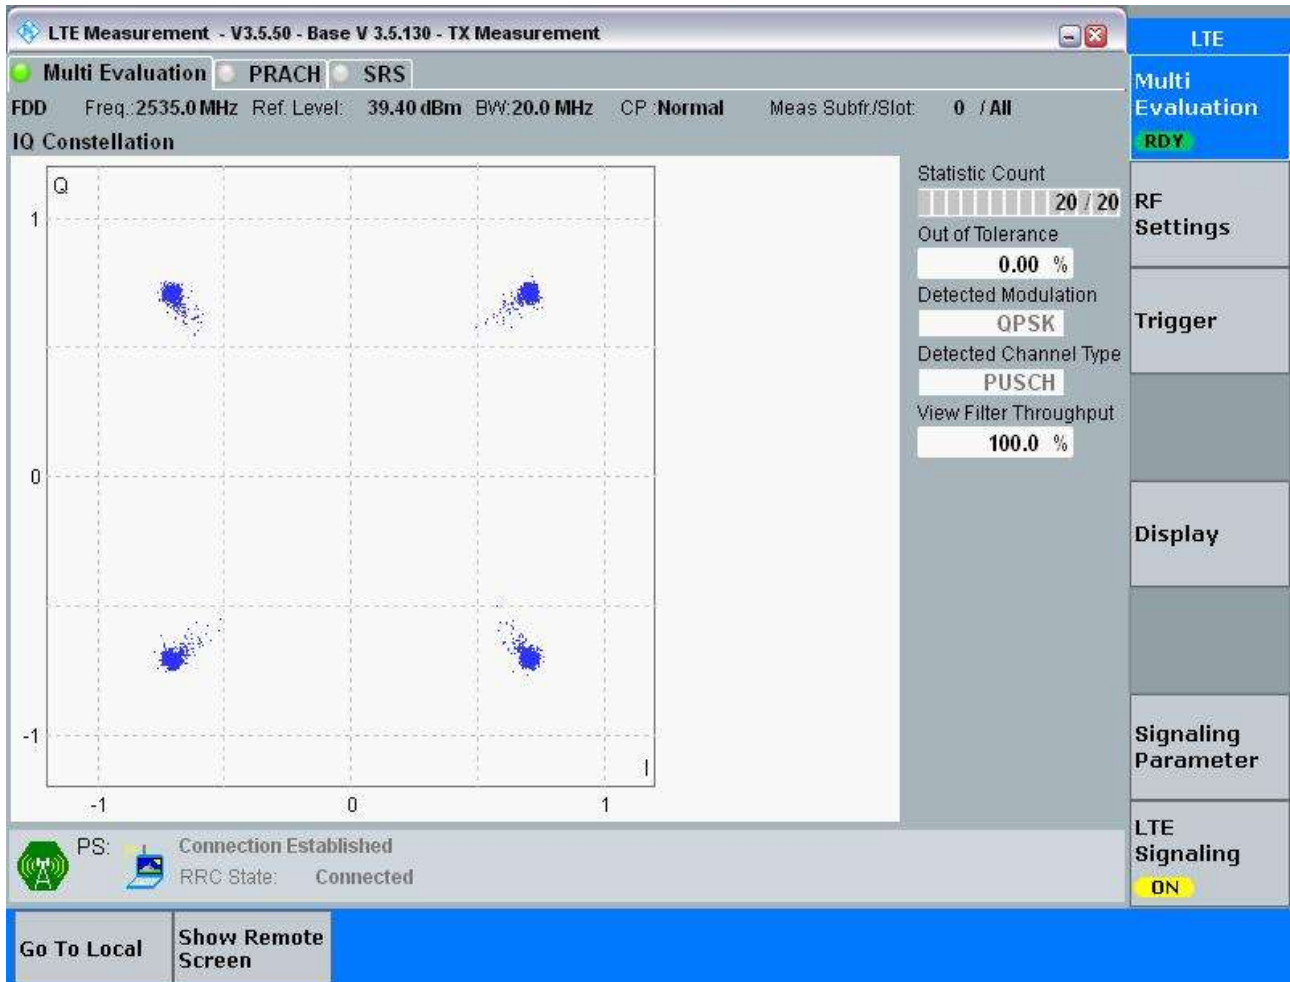 LTE Measurement - V3.5.50 - Base V 3.5.130 - TX Measurement
LTE
Multi Evaluation PRACH SRS
FDD Freq.:2535.0 MHz Ref. Level: 39.40 dBm BW:20.0 MHz CP :Normal Meas Subfr./Slot: 0 / All
IQ Constellation
Q
1
0
-1
-1 0 1
I
Statistic Count
20 / 20
Out of Tolerance
0.00 %
Detected Modulation
QPSK
Detected Channel Type
PUSCH
View Filter Throughput
100.0 %
Multi
Evaluation
RDY
RF
Settings
Trigger
Display
Signaling
Parameter
LTE
Signaling
ON
PS: Connection Established
RRC State: Connected
Go To Local
Show Remote
Screen